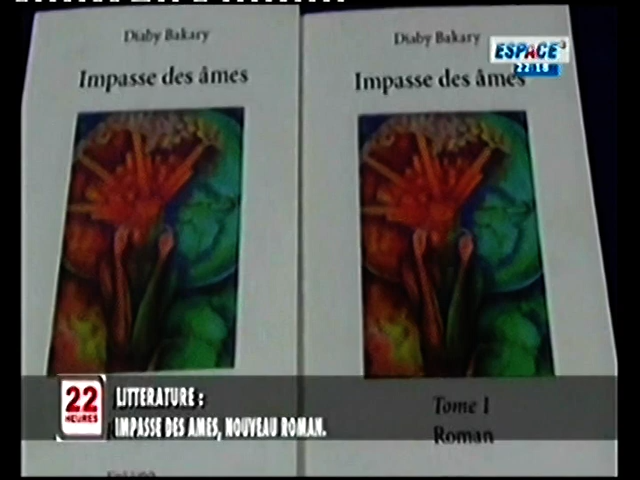 Diaby Bakary
Impasse des âmes
Diaby Bakary
Impasse des âmes
ESPACE
22:18
Tome 1
Roman
22
HEURES
LITTERATURE :
IMPASSE DES AMES, NOUVEAU ROMAN.